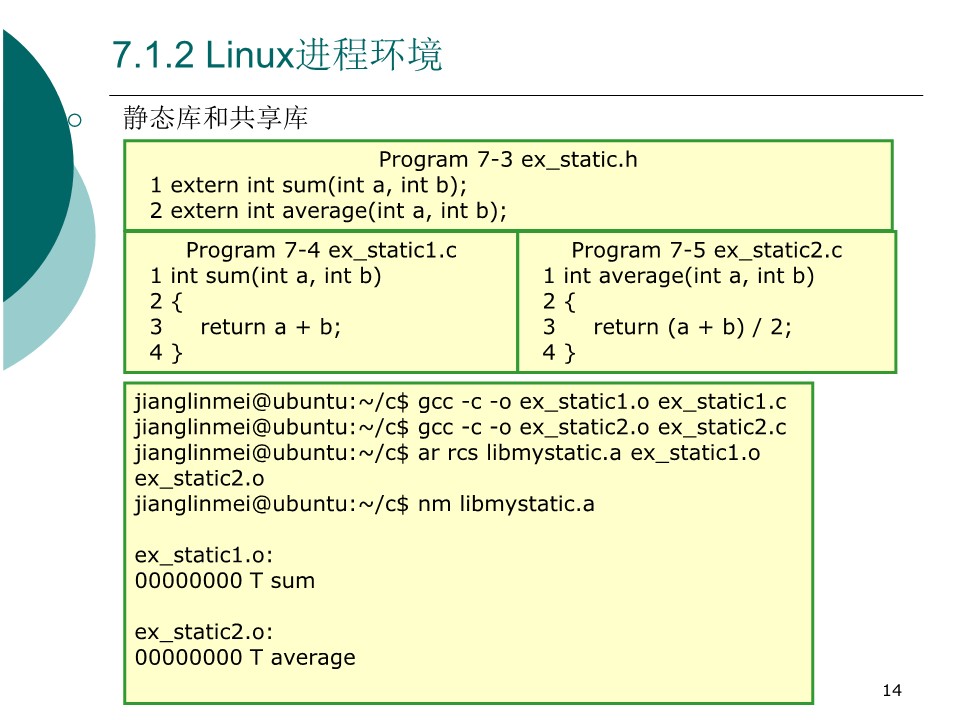 7.1.2 Linux进程环境
静态库和共享库
Program 7-3 ex_static.h
1 extern int sum(int a, int b);
2 extern int average(int a, int b);
Program 7-4 ex_static1.c
1 int sum(int a, int b)
2 {
3     return a + b;
4 }
Program 7-5 ex_static2.c
1 int average(int a, int b)
2 {
3     return (a + b) / 2;
4 }
jianglinmei@ubuntu:~/c$ gcc -c -o ex_static1.o ex_static1.c
jianglinmei@ubuntu:~/c$ gcc -c -o ex_static2.o ex_static2.c
jianglinmei@ubuntu:~/c$ ar rcs libmystatic.a ex_static1.o
ex_static2.o
jianglinmei@ubuntu:~/c$ nm libmystatic.a
ex_static1.o:
00000000 T sum
ex_static2.o:
00000000 T average
14